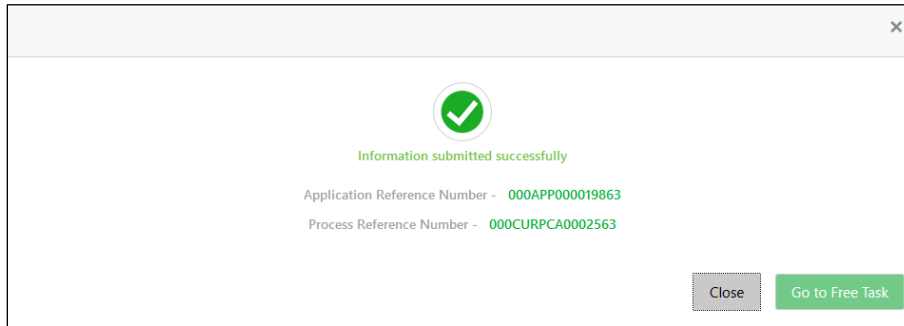 ×
Information submitted successfully
Application Reference Number - 000APP000019863
Process Reference Number - 000CURPCA0002563
Close Go to Free Task